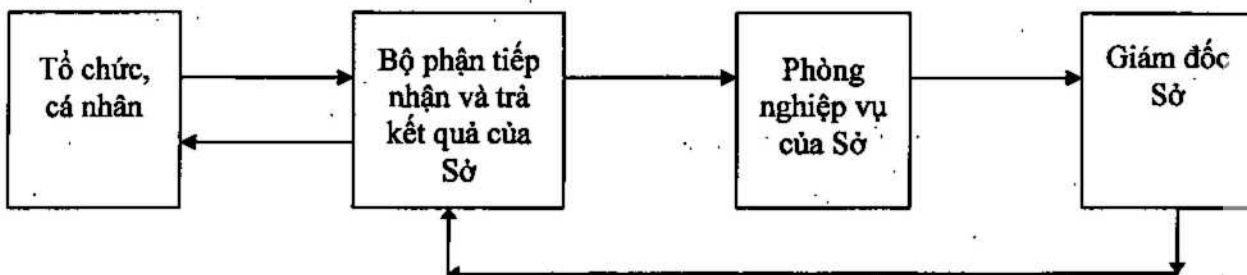 Tổ chức,
cá nhân
Bộ phận tiếp
nhận và trả
kết quả của
Sở
Phòng
nghiệp vụ
của Sở
Giám đốc
Sở